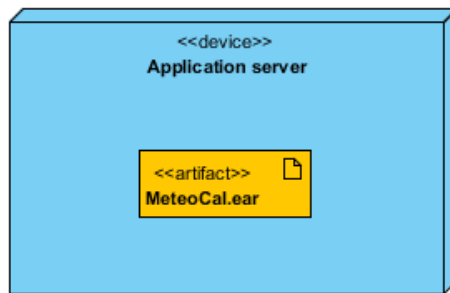 <<device>>
Application server
<<artifact>>
MeteoCal.ear